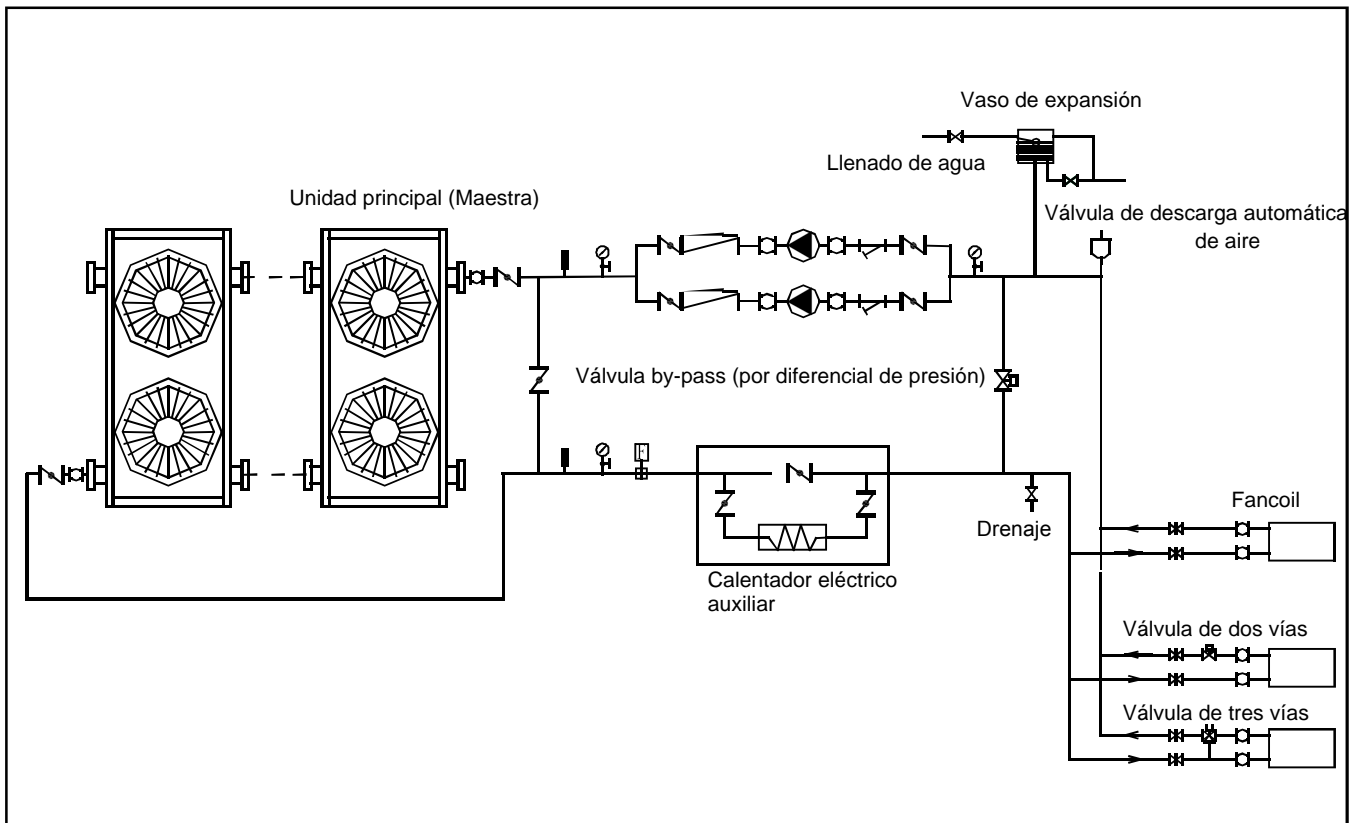 Vaso de expansión
Llenado de agua
Unidad principal (Maestra)
Válvula de descarga automática
de aire
Válvula by-pass (por diferencial de presión)
Drenaje
Fancoil
Calentador eléctrico
auxiliar
Válvula de dos vías
Válvula de tres vías